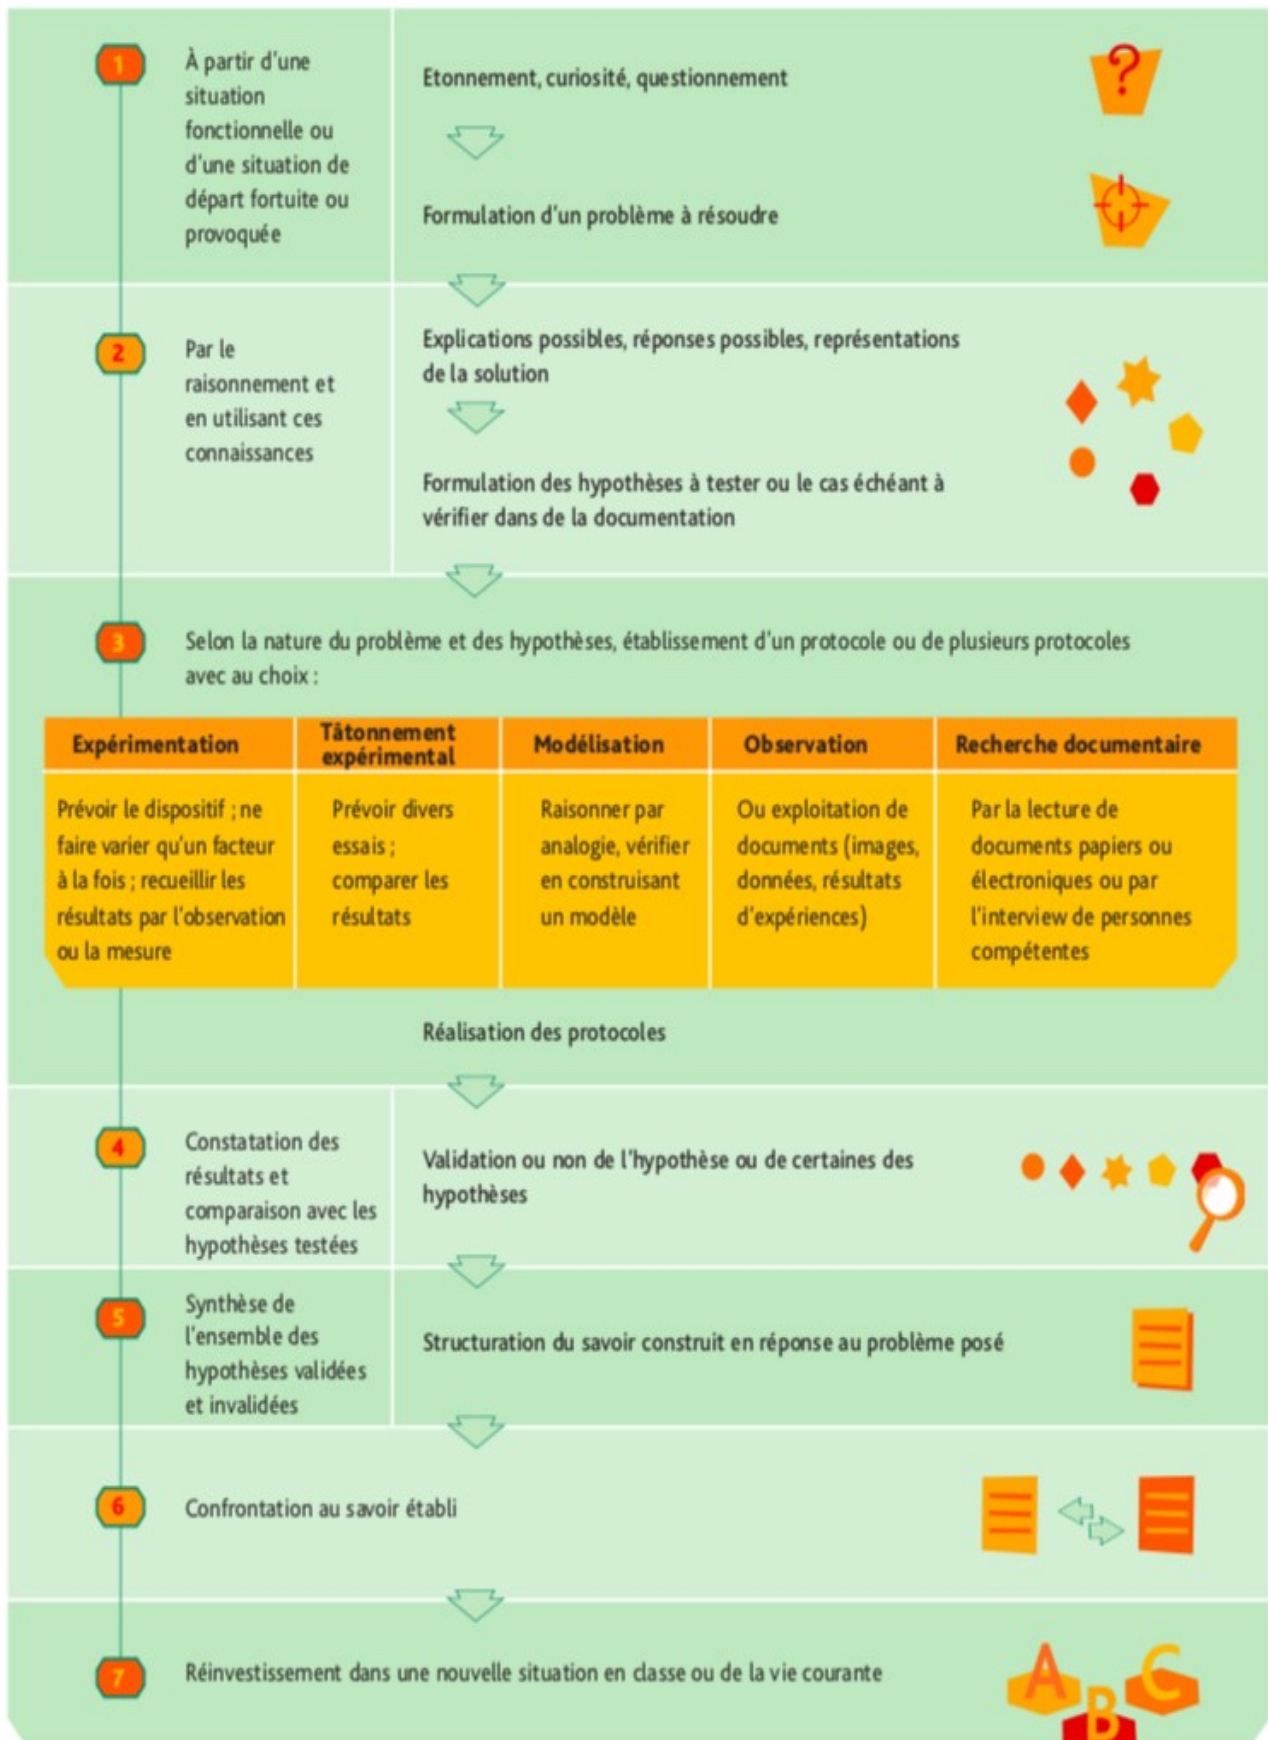 1
À partir d'une
situation
fonctionnelle ou
d'une situation de
départ fortuite ou
provoquée
Etonnement, curiosité, questionnement
?
Formulation d'un problème à résoudre
2
Par le
raisonnement et
en utilisant ces
connaissances
Explications possibles, réponses possibles, représentations
de la solution
Formulation des hypothèses à tester ou le cas échéant à
vérifier dans de la documentation
3
Selon la nature du problème et des hypothèses, établissement d'un protocole ou de plusieurs protocoles
avec au choix :
Expérimentation
Prévoir le dispositif ; ne
faire varier qu'un facteur
à la fois ; recueillir les
résultats par l'observation
ou la mesure
Tâtonnement
expérimental
Prévoir divers
essais ;
comparer les
résultats
Modélisation
Raisonner par
analogie, vérifier
en construisant
un modèle
Observation
Ou exploitation de
documents (images,
données, résultats
d'expériences)
Recherche documentaire
Par la lecture de
documents papiers ou
électroniques ou par
l'interview de personnes
compétentes
Réalisation des protocoles
4
Constatation des
résultats et
comparaison avec les
hypothèses testées
Validation ou non de l'hypothèse ou de certaines des
hypothèses
5
Synthèse de
l'ensemble des
hypothèses validées
et invalidées
Structuration du savoir construit en réponse au problème posé
6
Confrontation au savoir établi
7
Réinvestissement dans une nouvelle situation en classe ou de la vie courante
A
B
C